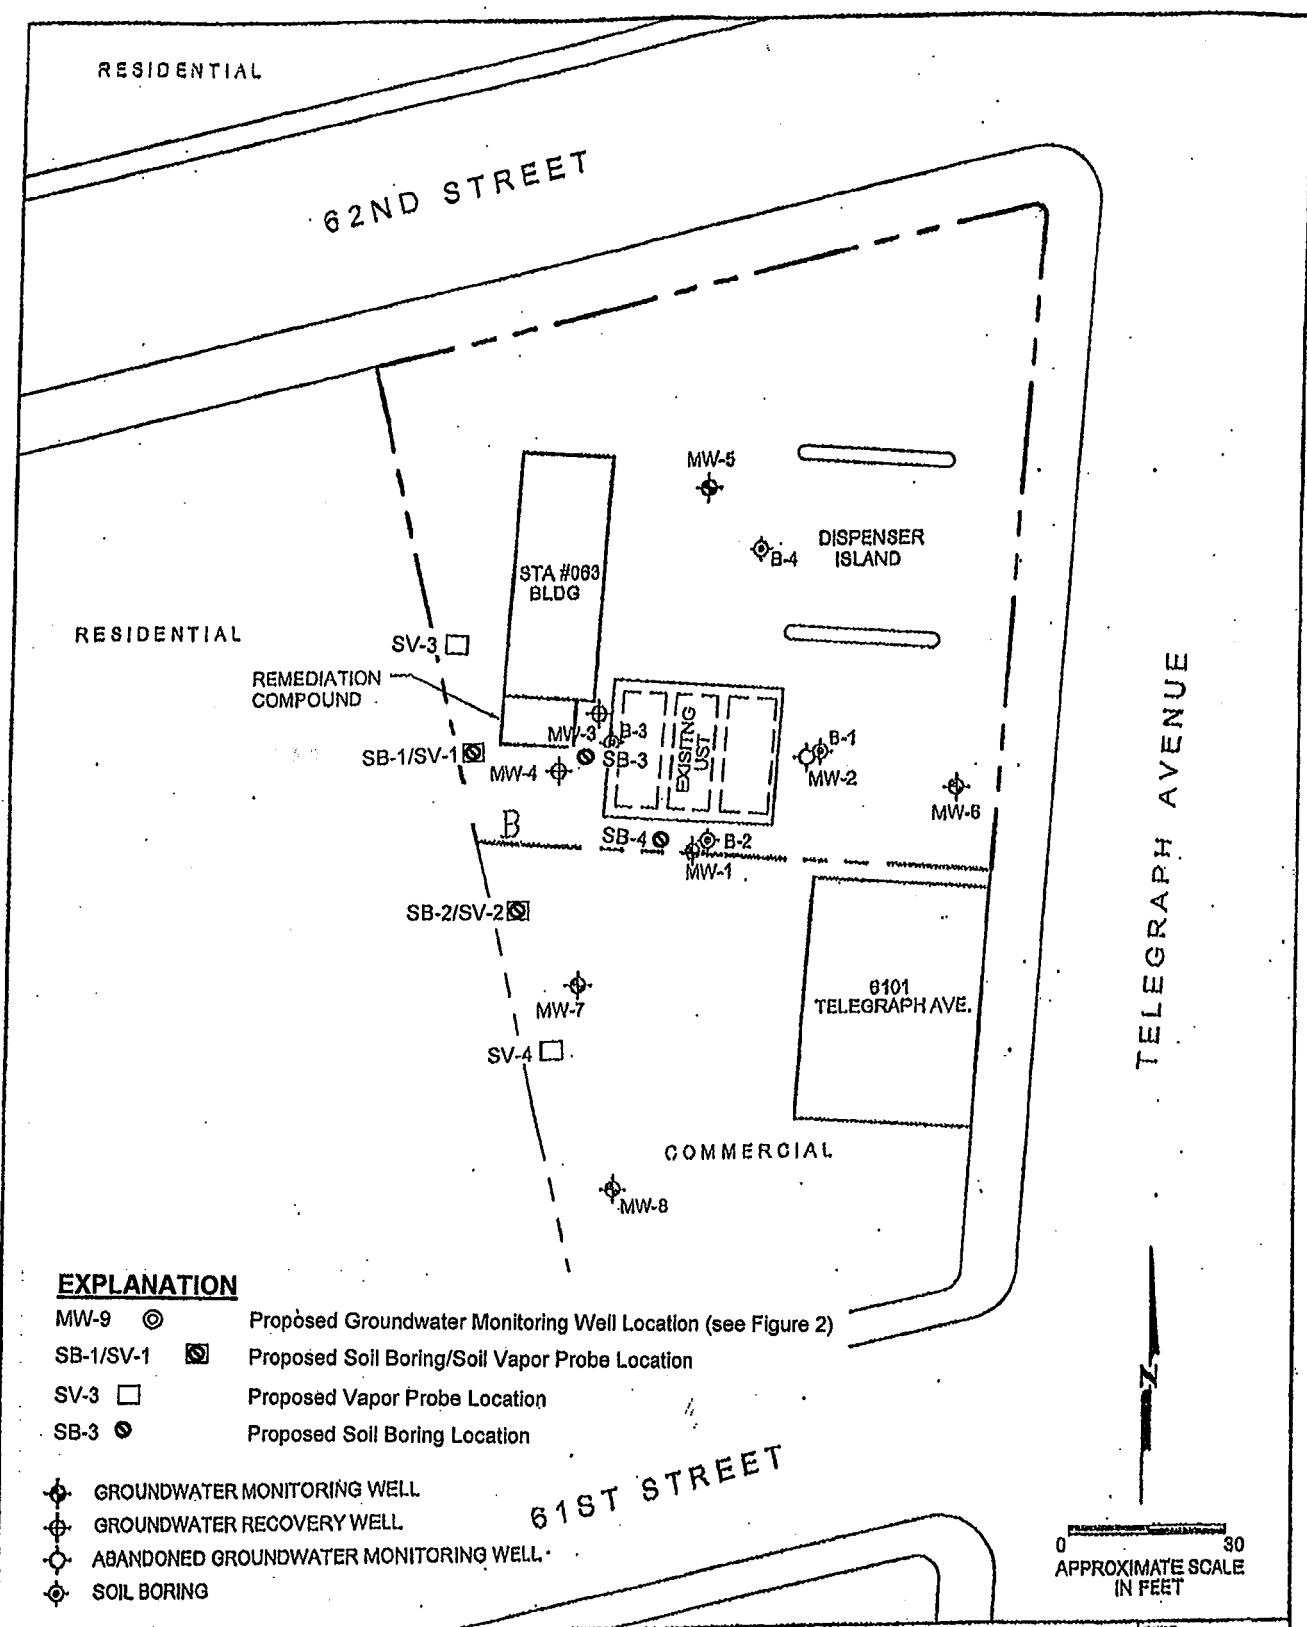 RESIDENTIAL
62ND STREET
MW-5
DISPENSER
ISLAND
B-4
STA #063
BLDG
RESIDENTIAL
SV-3
REMEDIATION
COMPOUND
MW-3
B-3
SB-3
EXISITNG
UST
B-1
MW-2
SB-1/SV-1
MW-4
MW-6
B
SB-4
B-2
MW-1
SB-2/SV-2
MW-7
6101
TELEGRAPH AVE.
SV-4
TELEGRAPH AVENUE
COMMERCIAL
MW-8
EXPLANATION
MW-9 Proposed Groundwater Monitoring Well Location (see Figure 2)
SB-1/SV-1 Proposed Soil Boring/Soil Vapor Probe Location
SV-3 Proposed Vapor Probe Location
SB-3 Proposed Soil Boring Location
GROUNDWATER MONITORING WELL
GROUNDWATER RECOVERY WELL
ABANDONED GROUNDWATER MONITORING WELL
SOIL BORING
61ST STREET
N
0 30
APPROXIMATE SCALE
IN FEET